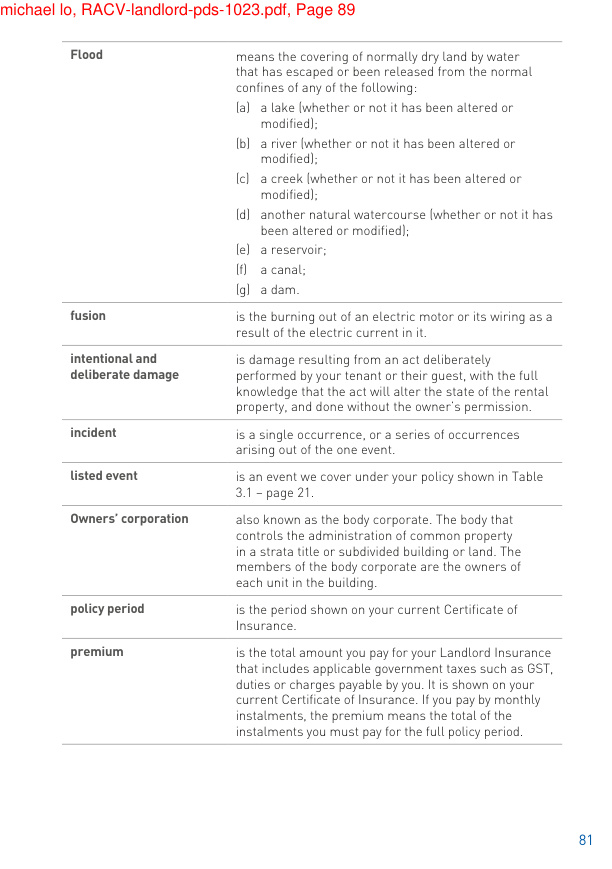 michael lo, RACV-landlord-pds-1023.pdf, Page 89
Flood
means the covering of normally dry land by water
that has escaped or been released from the normal
confines of any of the following:
(a) a lake (whether or not it has been altered or
modified);
(b) a river (whether or not it has been altered or
modified);
(c) a creek (whether or not it has been altered or
modified);
(d) another natural watercourse (whether or not it has
been altered or modified);
(e) a reservoir;
(f) a canal;
(g) a dam.
fusion
is the burning out of an electric motor or its wiring as a
result of the electric current in it.
intentional and
deliberate damage
is damage resulting from an act deliberately
performed by your tenant or their guest, with the full
knowledge that the act will alter the state of the rental
property, and done without the owner's permission.
incident
is a single occurrence, or a series of occurrences
arising out of the one event.
listed event
is an event we cover under your policy shown in Table
3.1 – page 21.
Owners' corporation
also known as the body corporate. The body that
controls the administration of common property
in a strata title or subdivided building or land. The
members of the body corporate are the owners of
each unit in the building.
policy period
is the period shown on your current Certificate of
Insurance.
premium
is the total amount you pay for your Landlord Insurance
that includes applicable government taxes such as GST,
duties or charges payable by you. It is shown on your
current Certificate of Insurance. If you pay by monthly
instalments, the premium means the total of the
instalments you must pay for the full policy period.
81